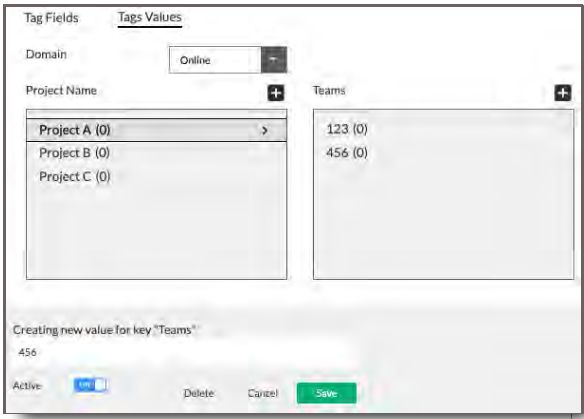 Tag Fields Tags Values
Domain Online
Project Name Teams
Project A (0) > 123 (0)
Project B (0) 456 (0)
Project C (0)
Creating new value for key "Teams"
456
Active ON Delete Cancel Save